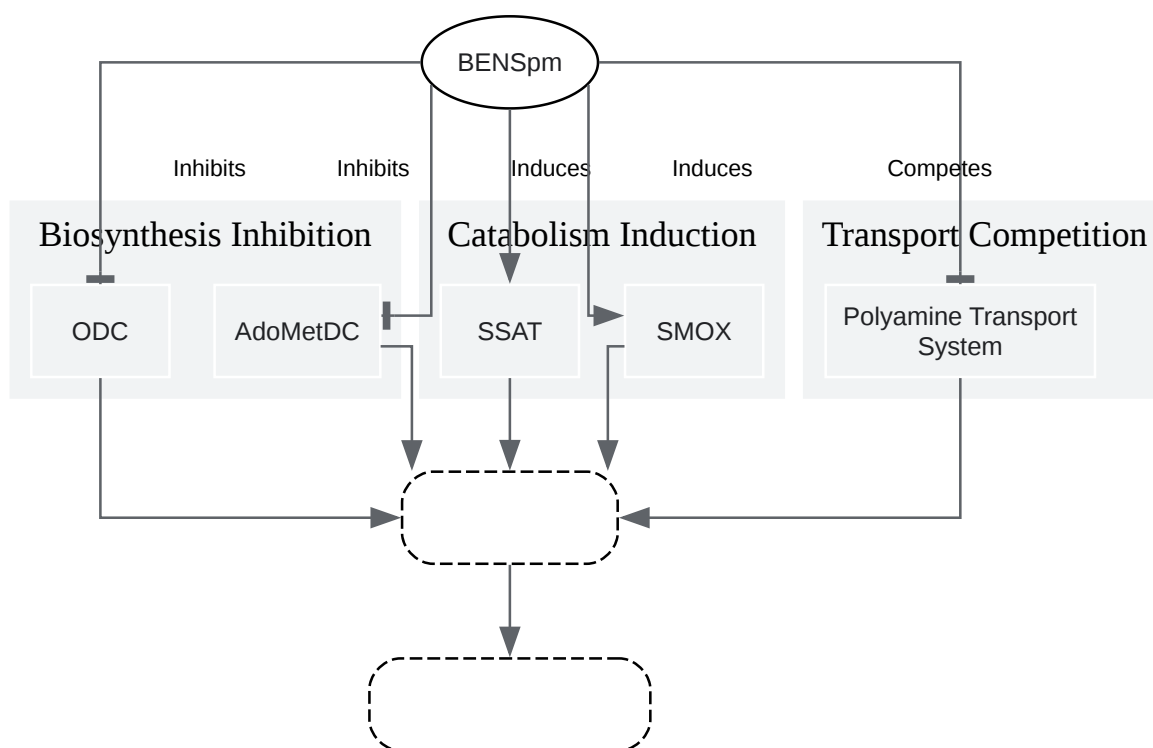 BENSpm
Inhibits
Inhibits
Induces
Induces
Competes
Biosynthesis Inhibition
Catabolism Induction
Transport Competition
ODC
AdoMetDC
SSAT
SMOX
Polyamine Transport
System